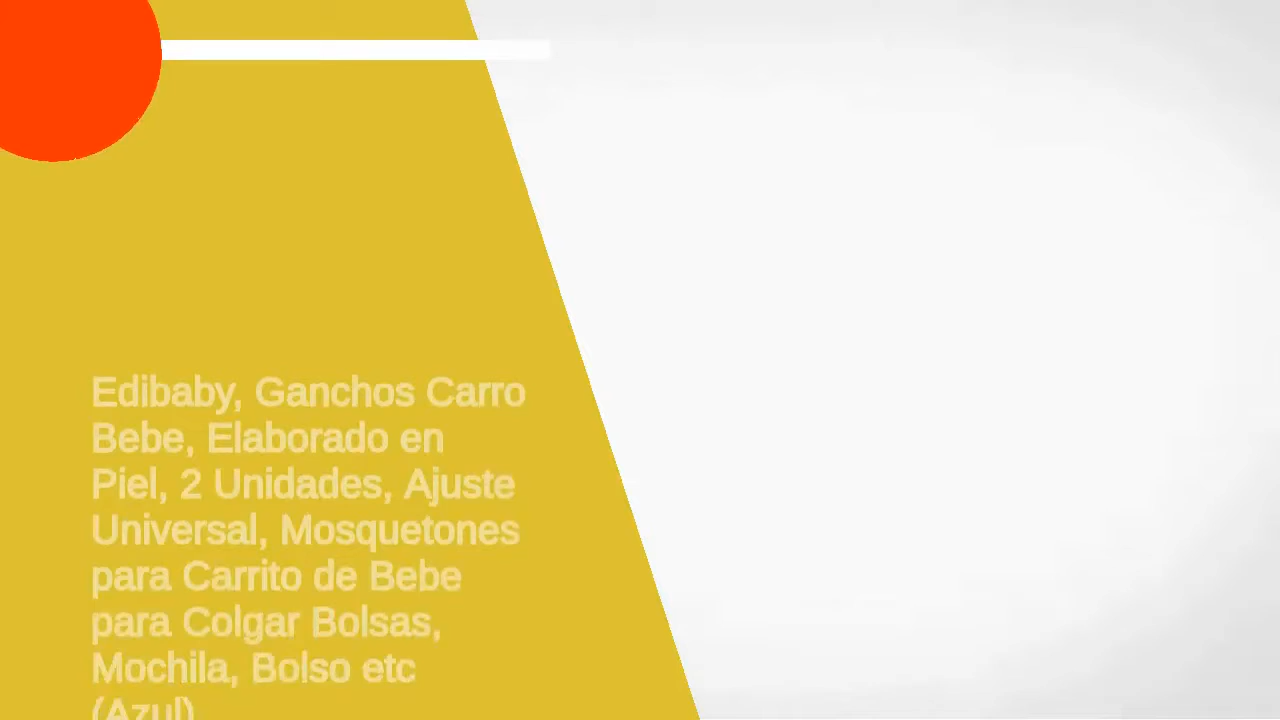 Edibaby, Ganchos Carro
Bebe, Elaborado en
Piel, 2 Unidades, Ajuste
Universal, Mosquetones
para Carrito de Bebe
para Colgar Bolsas,
Mochila, Bolso etc
(Azul)